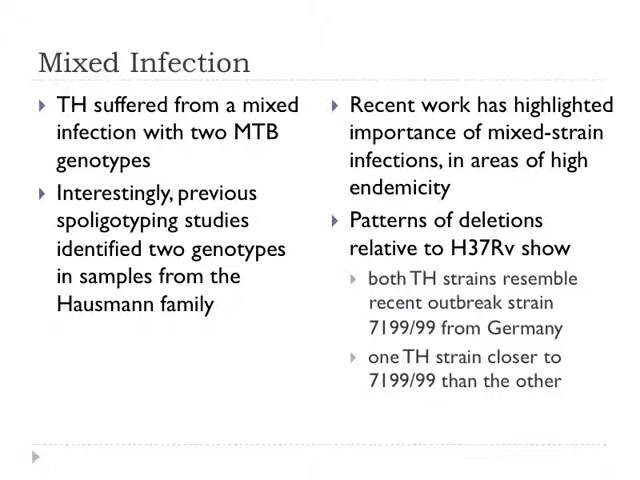 Mixed Infection
TH suffered from a mixed
infection with two MTB
genotypes
Interestingly, previous
spoligotyping studies
identified two genotypes
in samples from the
Hausmann family
Recent work has highlighted
importance of mixed-strain
infections, in areas of high
endemicity
Patterns of deletions
relative to H37Rv show
both TH strains resemble
recent outbreak strain
7199/99 from Germany
one TH strain closer to
7199/99 than the other